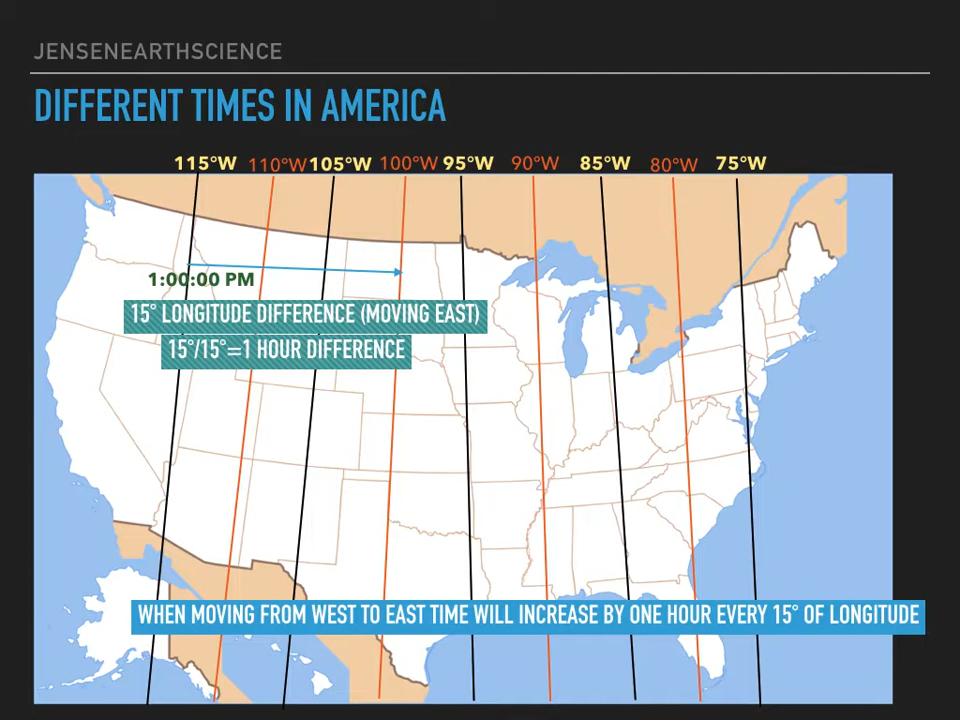 JENSENEARTHSCIENCE
DIFFERENT TIMES IN AMERICA
115°W 110°W 105°W 100°W 95°W 90°W 85°W 80°W 75°W
1:00:00 PM
15° LONGITUDE DIFFERENCE (MOVING EAST)
15°/15°=1 HOUR DIFFERENCE
WHEN MOVING FROM WEST TO EAST TIME WILL INCREASE BY ONE HOUR EVERY 15° OF LONGITUDE